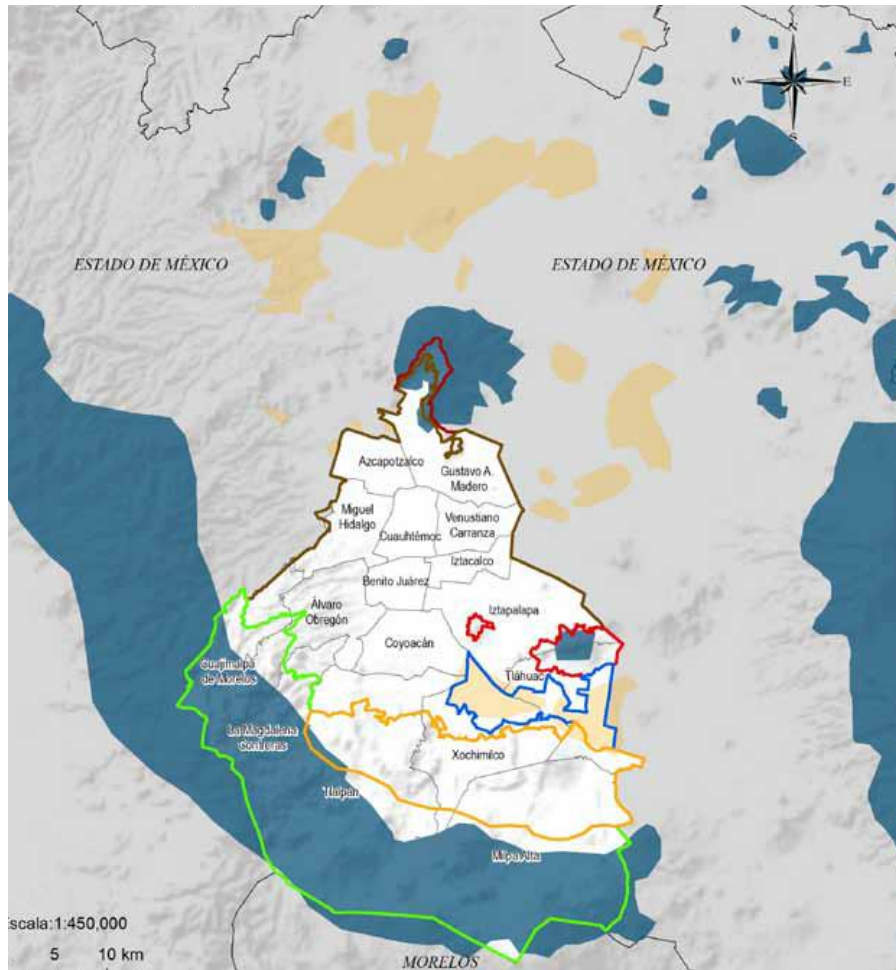 N
W E
S
ESTADO DE MÉXICO
ESTADO DE MÉXICO
Azcapotzalco
Gustavo A.
Madero
Miguel
Hidalgo
Cuauhtémoc
Venustiano
Carranza
Iztacalco
Benito Juárez
Álvaro
Obregón
Iztapalapa
Coyoacán
Cuajimalpa
de Morelos
Tláhuac
La Magdalena
Contreras
Xochimilco
Tlalpan
Milpa Alta
Escala:1:450,000
5 10 km
MORELOS